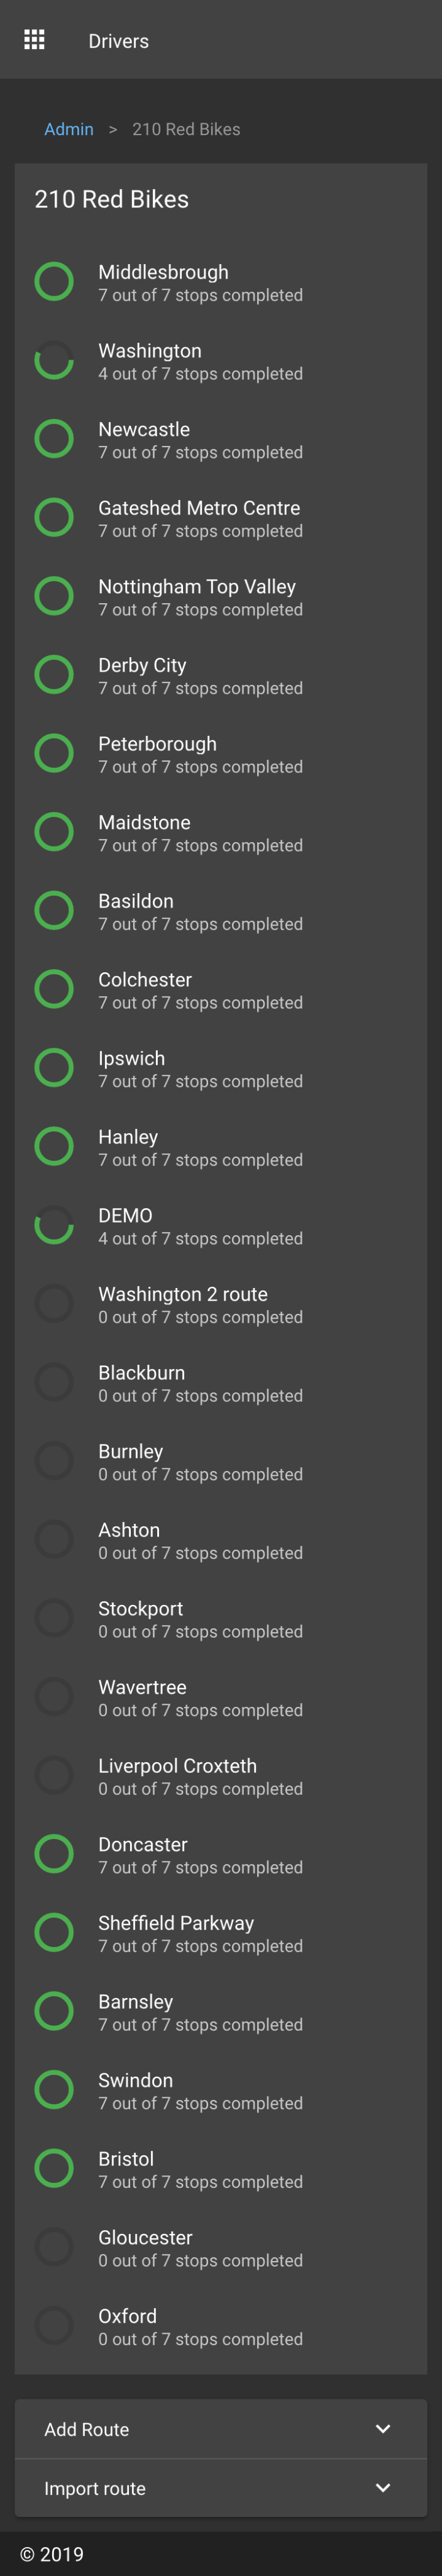 Drivers
Admin > 210 Red Bikes
210 Red Bikes
Middlesbrough
7 out of 7 stops completed
Washington
4 out of 7 stops completed
Newcastle
7 out of 7 stops completed
Gateshed Metro Centre
7 out of 7 stops completed
Nottingham Top Valley
7 out of 7 stops completed
Derby City
7 out of 7 stops completed
Peterborough
7 out of 7 stops completed
Maidstone
7 out of 7 stops completed
Basildon
7 out of 7 stops completed
Colchester
7 out of 7 stops completed
Ipswich
7 out of 7 stops completed
Hanley
7 out of 7 stops completed
DEMO
4 out of 7 stops completed
Washington 2 route
0 out of 7 stops completed
Blackburn
0 out of 7 stops completed
Burnley
0 out of 7 stops completed
Ashton
0 out of 7 stops completed
Stockport
0 out of 7 stops completed
Wavertree
0 out of 7 stops completed
Liverpool Croxteth
0 out of 7 stops completed
Doncaster
7 out of 7 stops completed
Sheffield Parkway
7 out of 7 stops completed
Barnsley
7 out of 7 stops completed
Swindon
7 out of 7 stops completed
Bristol
7 out of 7 stops completed
Gloucester
0 out of 7 stops completed
Oxford
0 out of 7 stops completed
Add Route
Import route
© 2019